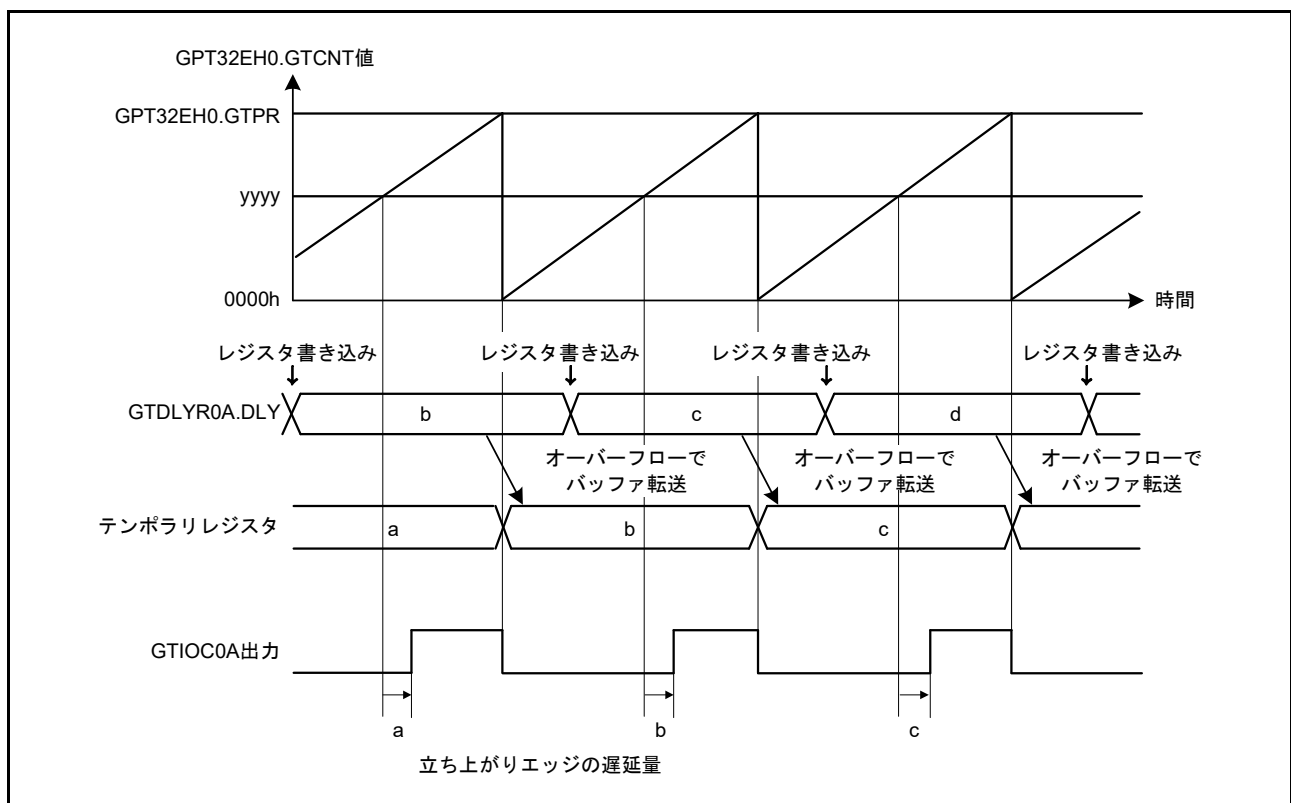 GPT32EH0.GTCNT値
GPT32EH0.GTPR
yyyy
0000h
時間
レジスタ書き込み レジスタ書き込み レジスタ書き込み レジスタ書き込み
GTDLYR0A.DLY
b c d
オーバーフローで オーバーフローで オーバーフローで
バッファ転送 バッファ転送 バッファ転送
テンポラリレジスタ
a b c
GTIOC0A出力
a b c
立ち上がりエッジの遅延量